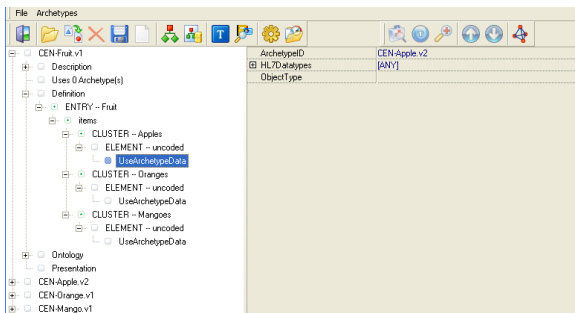 File Archetypes
CEN-Fruit.v1
Description
Uses 0 Archetype(s)
Definition
ENTRY -- Fruit
items
CLUSTER -- Apples
ELEMENT -- uncoded
UseArchetypeData
CLUSTER -- Oranges
ELEMENT -- uncoded
UseArchetypeData
CLUSTER -- Mangoes
ELEMENT -- uncoded
UseArchetypeData
Ontology
Presentation
CEN-Apple.v2
CEN-Orange.v1
CEN-Mango.v1
ArchetypeID CEN-Apple.v2
HL7Datatypes [ANY]
ObjectType